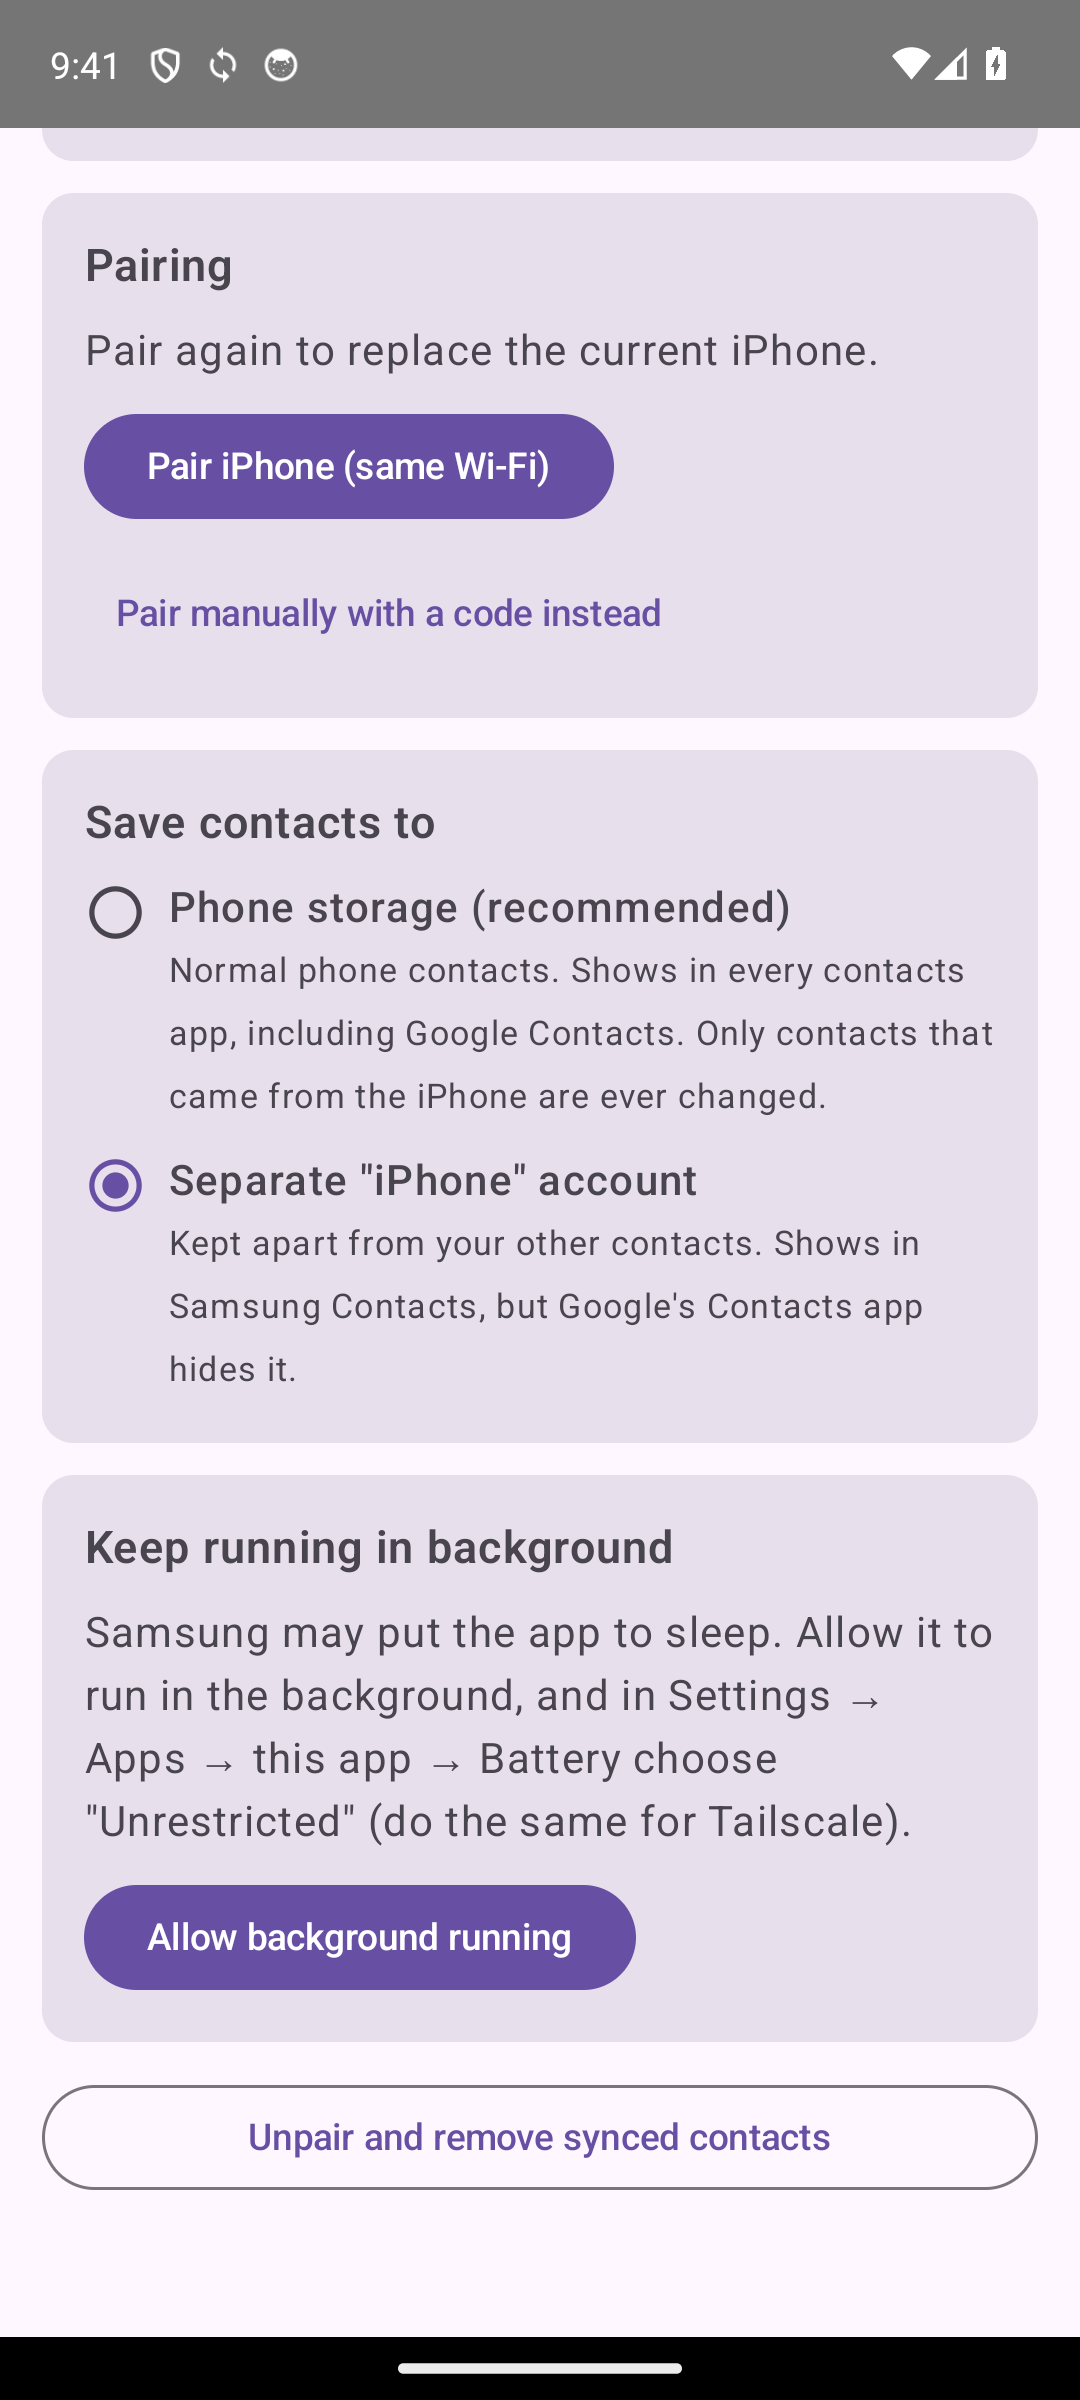 9:41
Pairing
Pair again to replace the current iPhone.
Pair iPhone (same Wi-Fi)
Pair manually with a code instead
Save contacts to
Phone storage (recommended)
Normal phone contacts. Shows in every contacts
app, including Google Contacts. Only contacts that
came from the iPhone are ever changed.
Separate "iPhone" account
Kept apart from your other contacts. Shows in
Samsung Contacts, but Google's Contacts app
hides it.
Keep running in background
Samsung may put the app to sleep. Allow it to
run in the background, and in Settings →
Apps → this app → Battery choose
"Unrestricted" (do the same for Tailscale).
Allow background running
Unpair and remove synced contacts